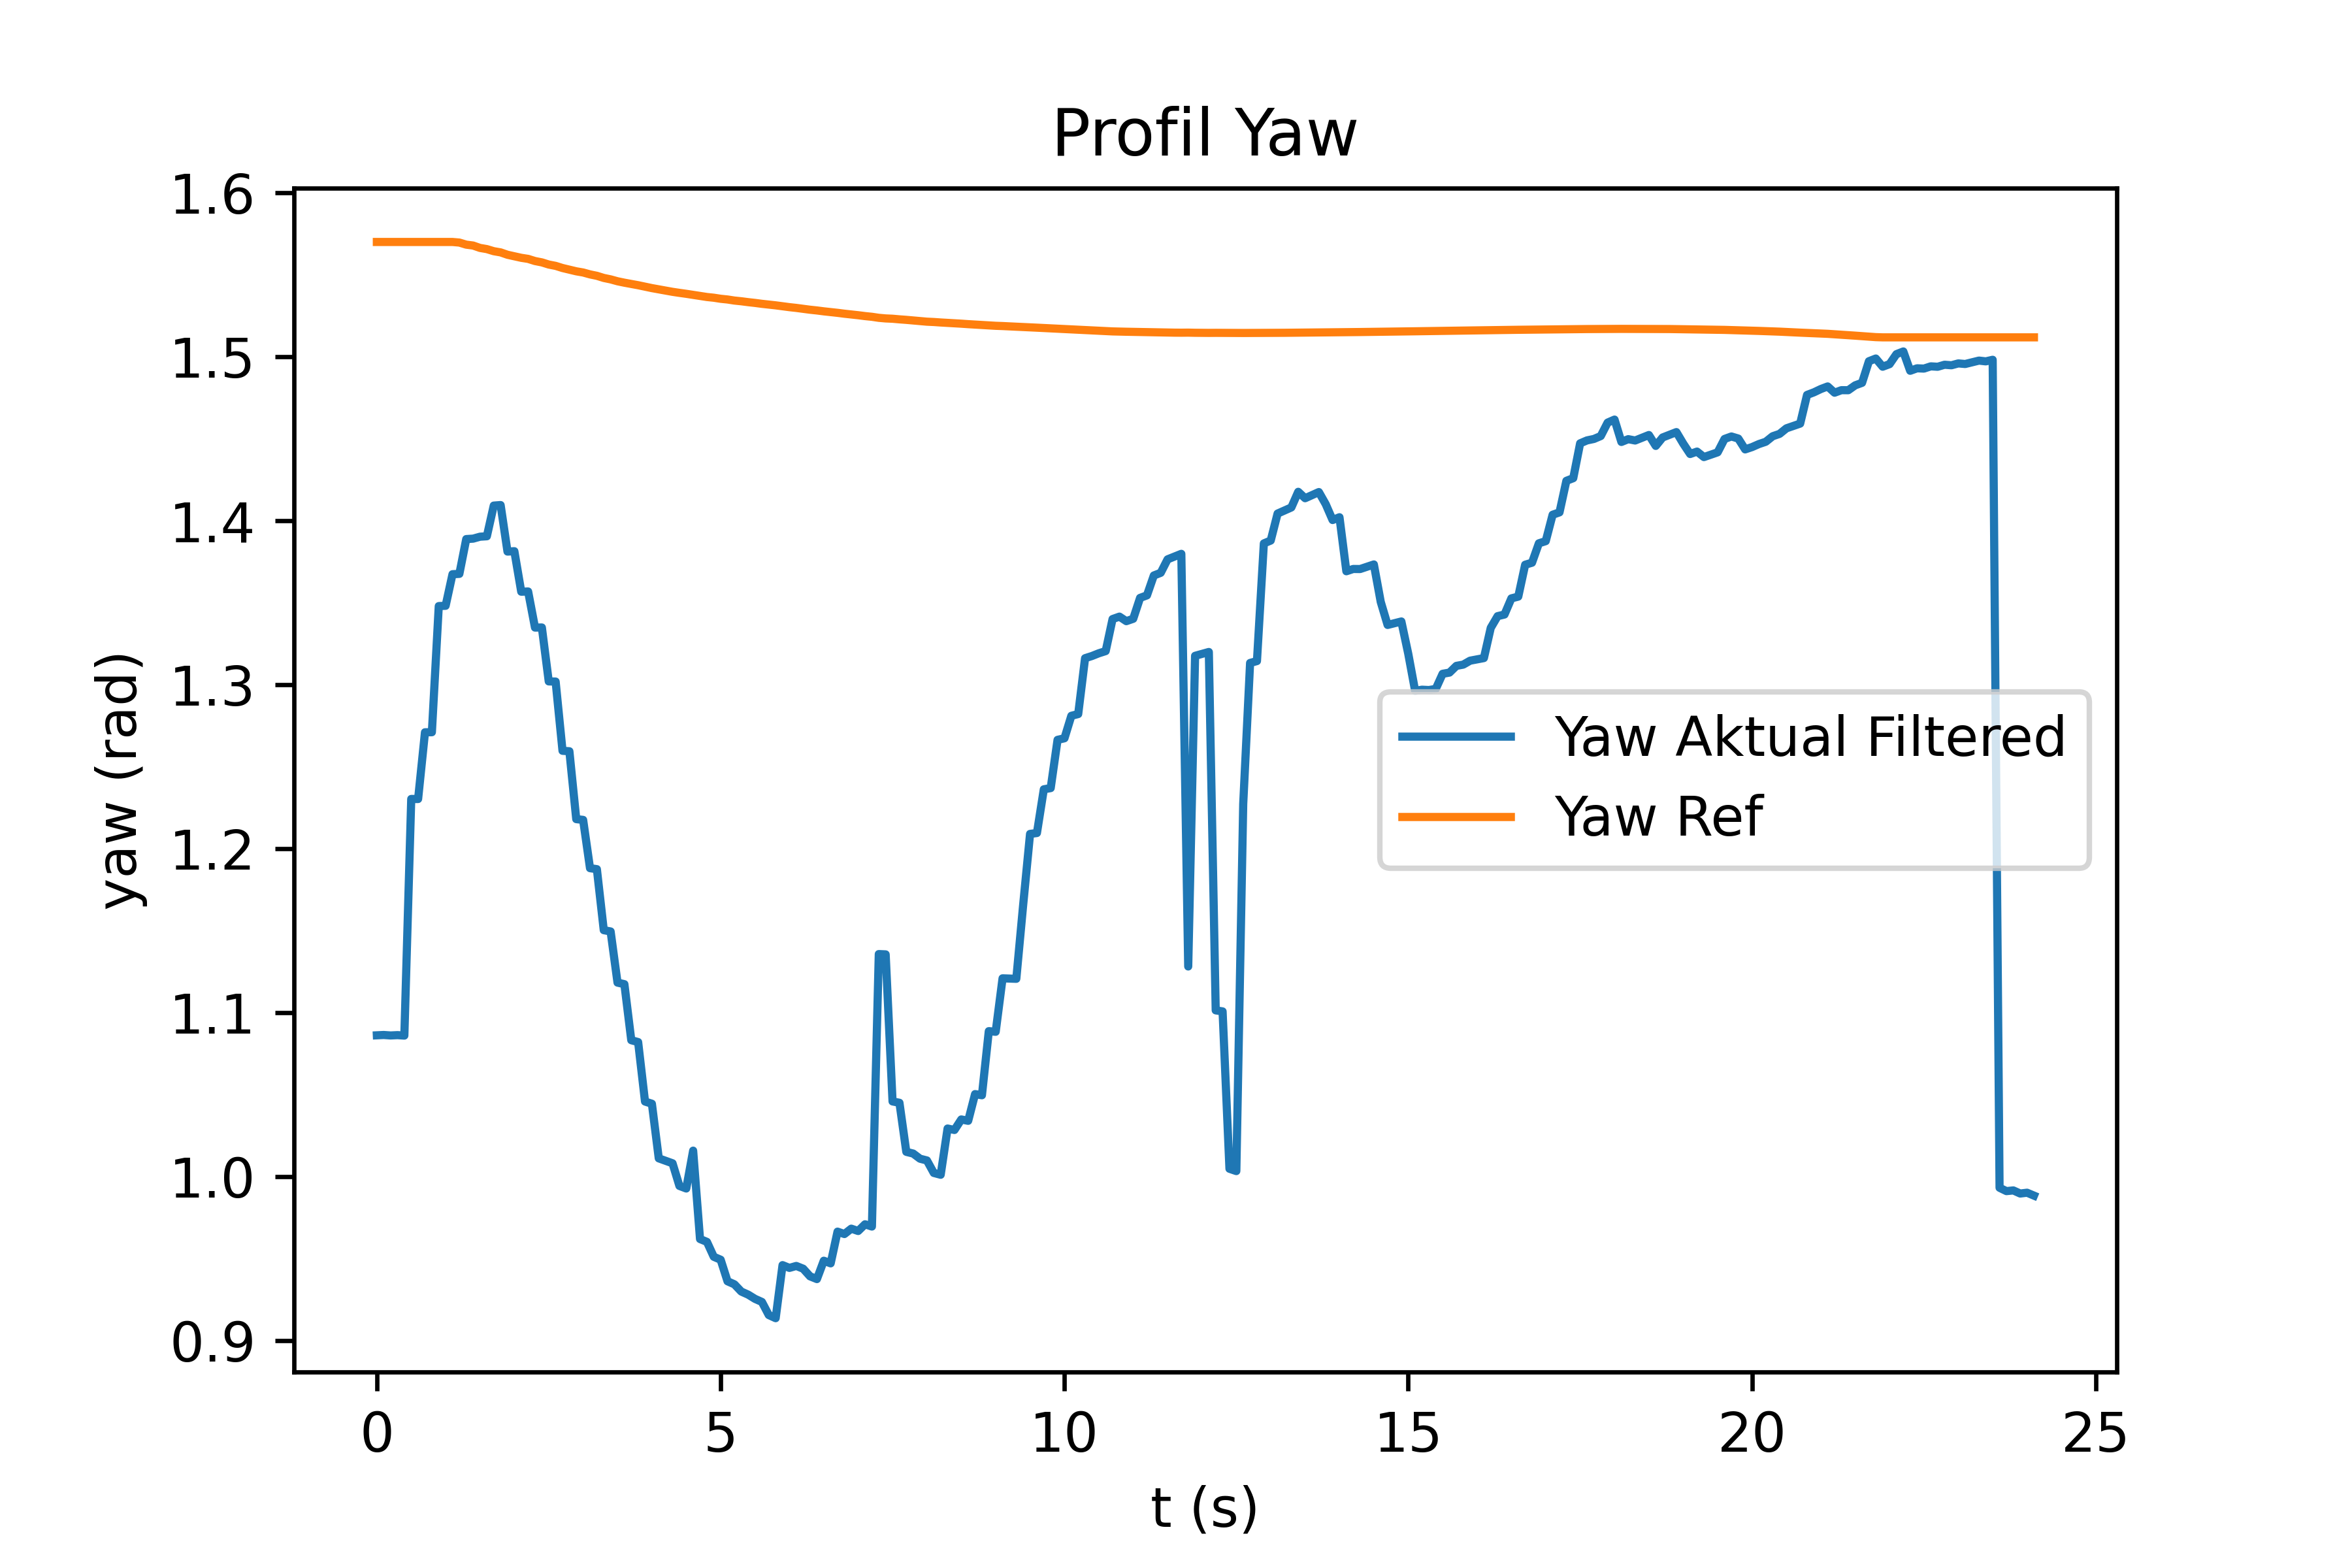 Profil Yaw
yaw (rad)
1.6
1.5
1.4
1.3
1.2
1.1
1.0
0.9
Yaw Aktual Filtered
Yaw Ref
0 5 10 15 20 25
t (s)